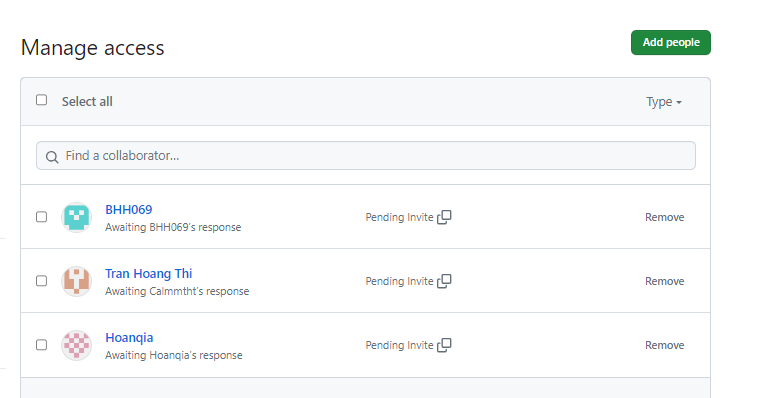 Manage access
Add people
Select all
Type
Find a collaborator...
BHH069
Awaiting BHH069's response
Pending Invite
Remove
Tran Hoang Thi
Awaiting Calmmtht's response
Pending Invite
Remove
Hoanqia
Awaiting Hoanqia's response
Pending Invite
Remove